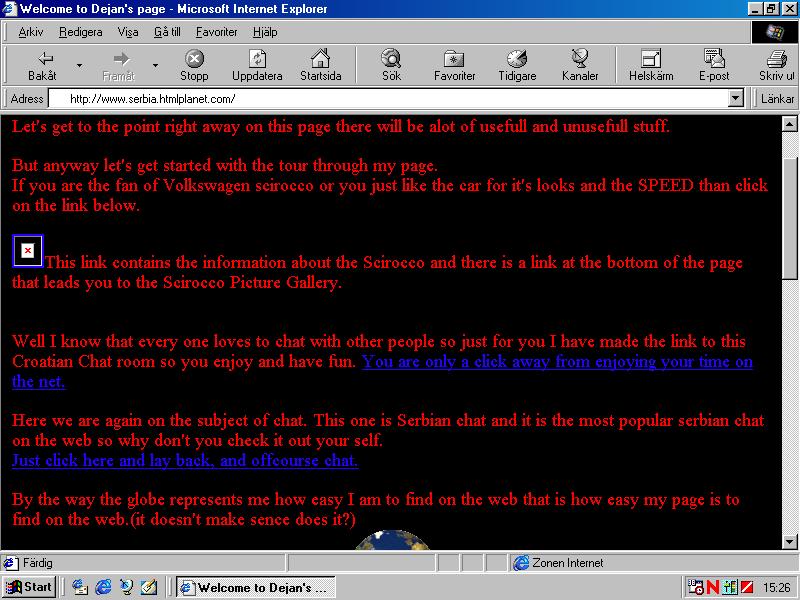 Welcome to Dejan's page - Microsoft Internet Explorer
Arkiv Redigera Visa Gå till Favoriter Hjälp
Bakåt Framåt Stopp Uppdatera Startsida Sök Favoriter Tidigare Kanaler Helskärm E-post Skriv ut
Adress http://www.serbia.htmlplanet.com/ Länkar
Let's get to the point right away on this page there will be alot of usefull and unusefull stuff.
But anyway let's get started with the tour through my page.
If you are the fan of Volkswagen scirocco or you just like the car for it's looks and the SPEED than click
on the link below.
This link contains the information about the Scirocco and there is a link at the bottom of the page
that leads you to the Scirocco Picture Gallery.
Well I know that every one loves to chat with other people so just for you I have made the link to this
Croatian Chat room so you enjoy and have fun. You are only a click away from enjoying your time on
the net.
Here we are again on the subject of chat. This one is Serbian chat and it is the most popular serbian chat
on the web so why don't you check it out your self.
Just click here and lay back, and offcourse chat.
By the way the globe represents me how easy I am to find on the web that is how easy my page is to
find on the web.(it doesn't make sence does it?)
Färdig Zonen Internet
Start Welcome to Dejan's ... N 15:26